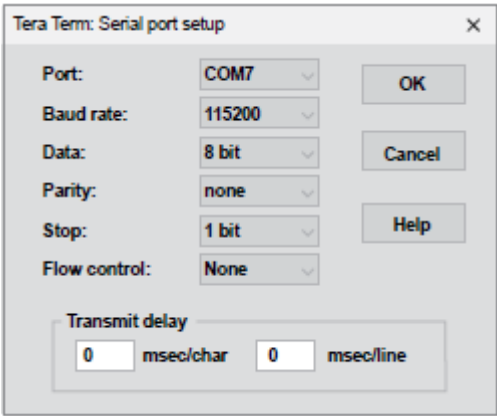 Tera Term: Serial port setup
Port: COM7 OK
Baud rate: 115200
Data: 8 bit Cancel
Parity: none
Stop: 1 bit Help
Flow control: None
Transmit delay
0 msec/char 0 msec/line